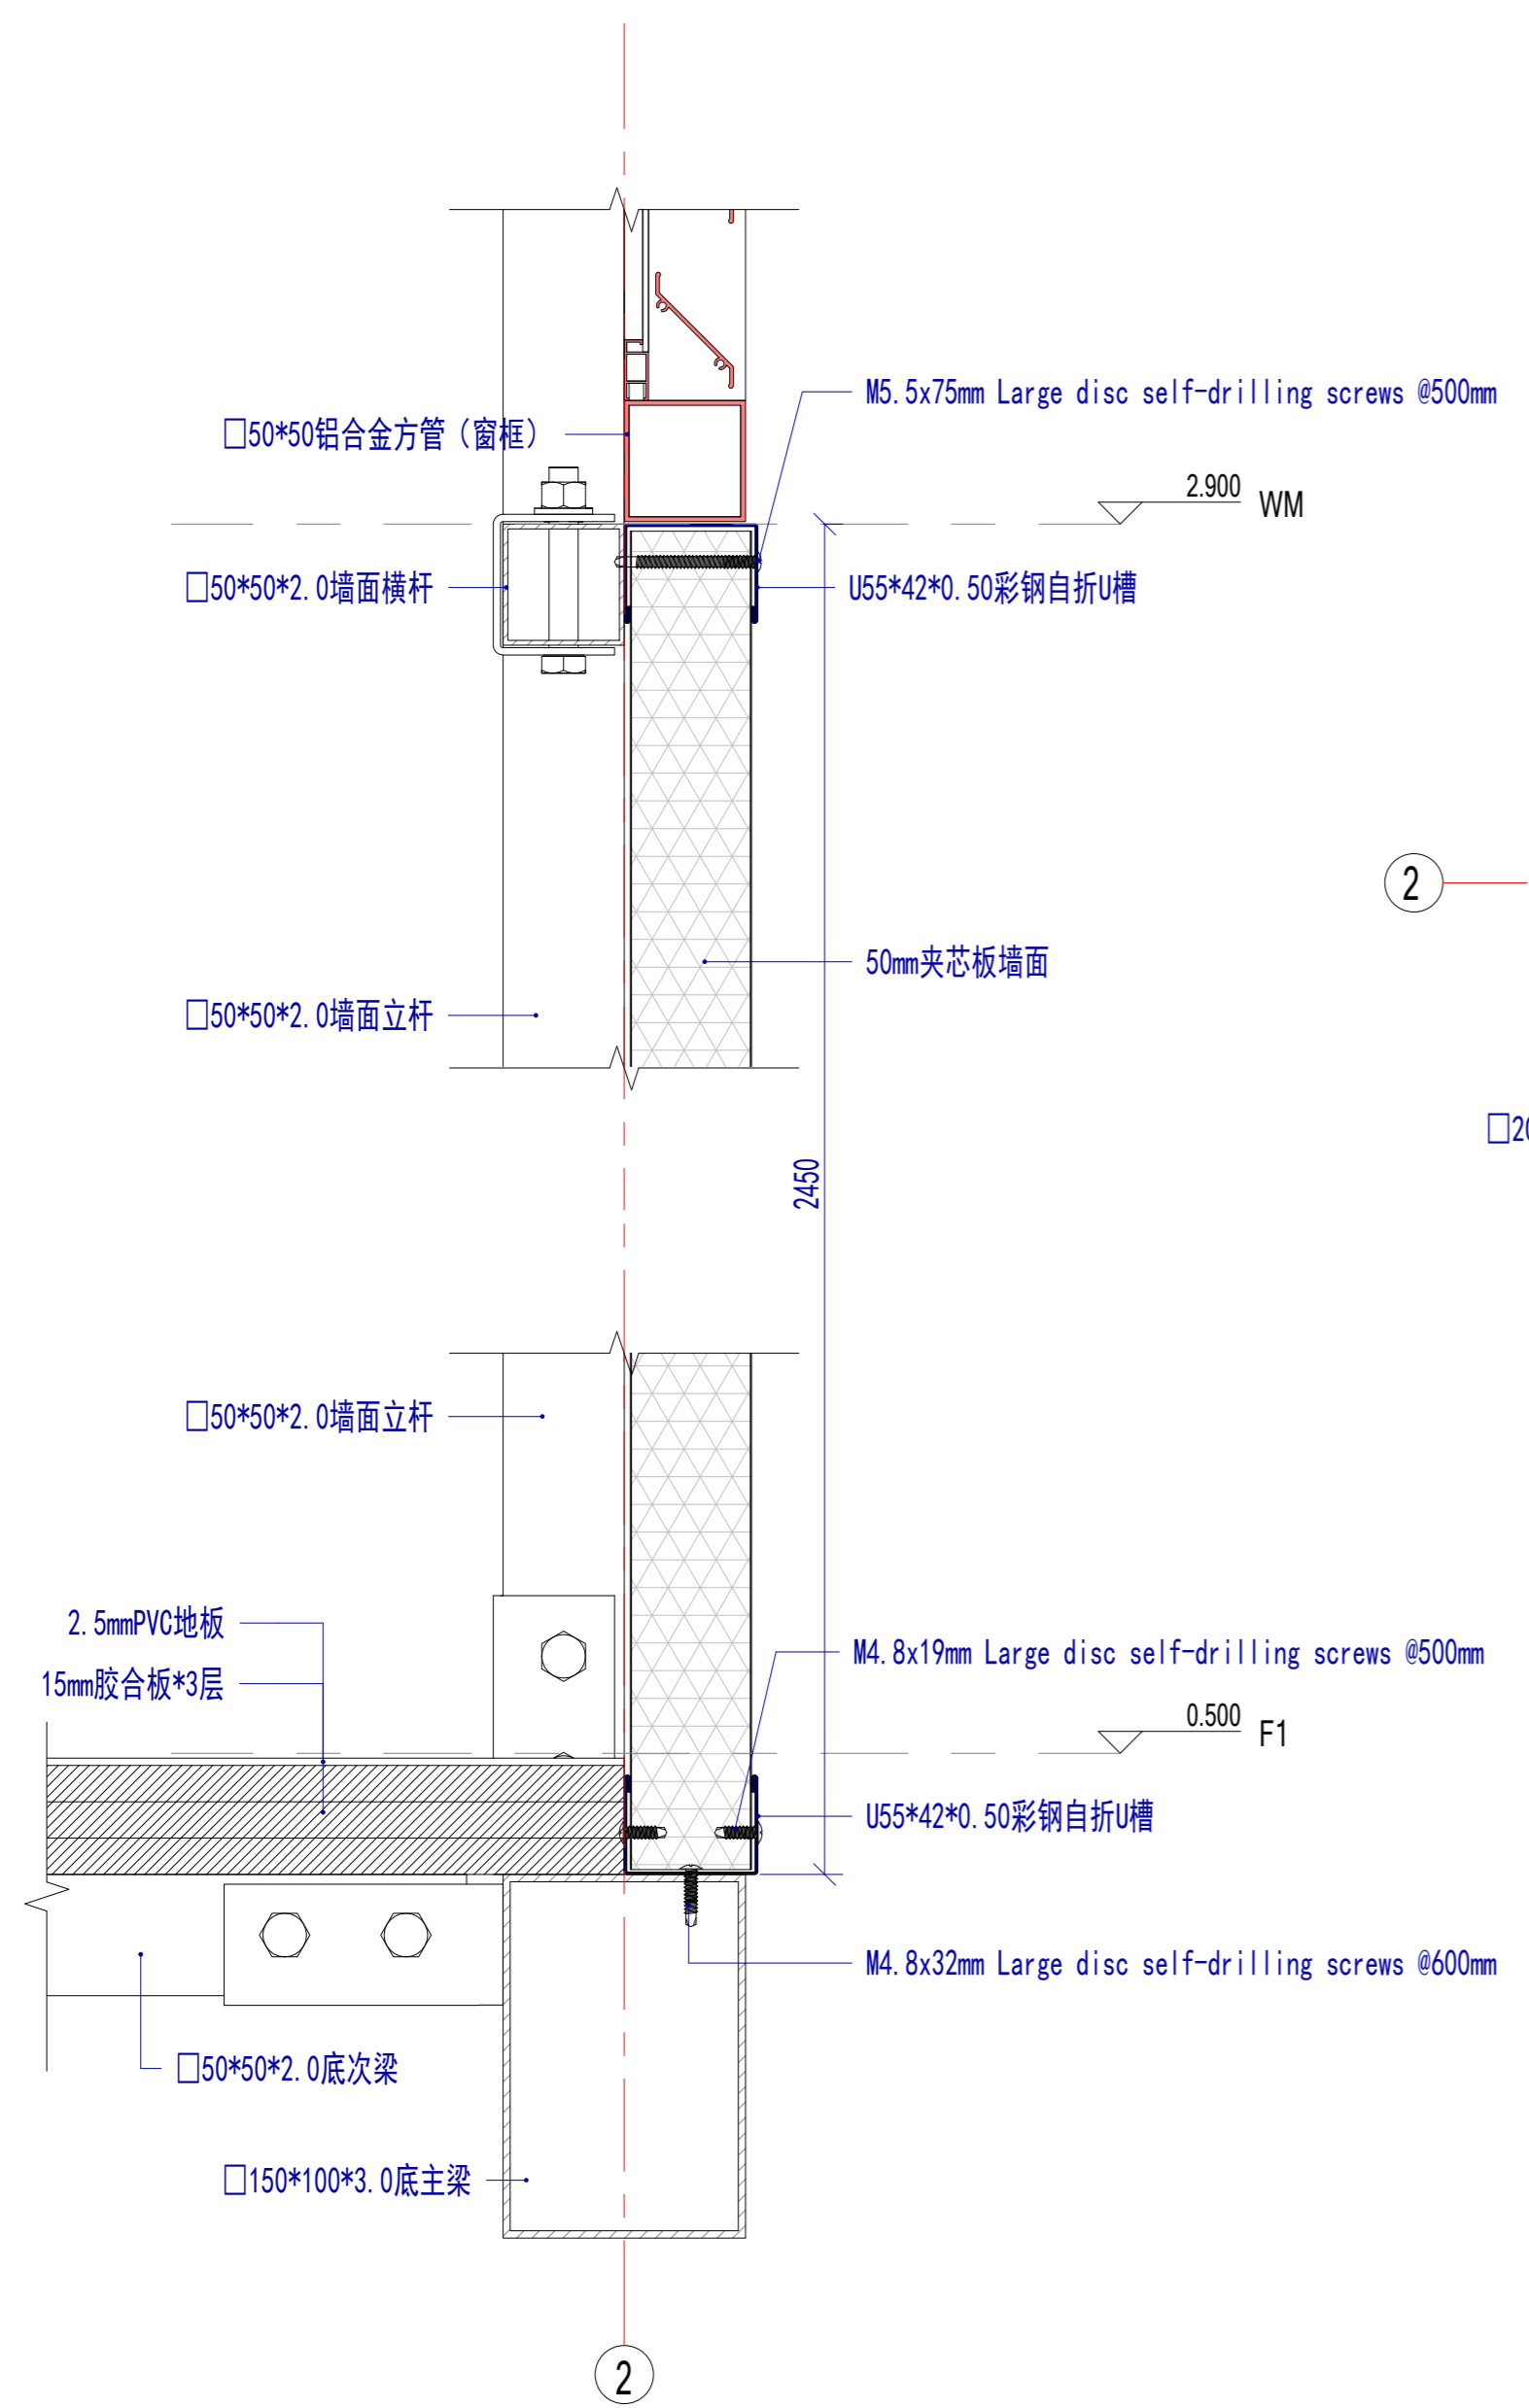 M5.5x75mm Large disc self-drilling screws @500mm
□50*50铝合金方管（窗框）
2.900
WM
□50*50*2.0墙面横杆
U55*42*0.50彩钢自折U槽
2
50mm夹芯板墙面
□50*50*2.0墙面立杆
□20
2450
□50*50*2.0墙面立杆
2.5mmPVC地板
M4.8x19mm Large disc self-drilling screws @500mm
15mm胶合板*3层
0.500
F1
U55*42*0.50彩钢自折U槽
M4.8x32mm Large disc self-drilling screws @600mm
□50*50*2.0底次梁
□150*100*3.0底主梁
2